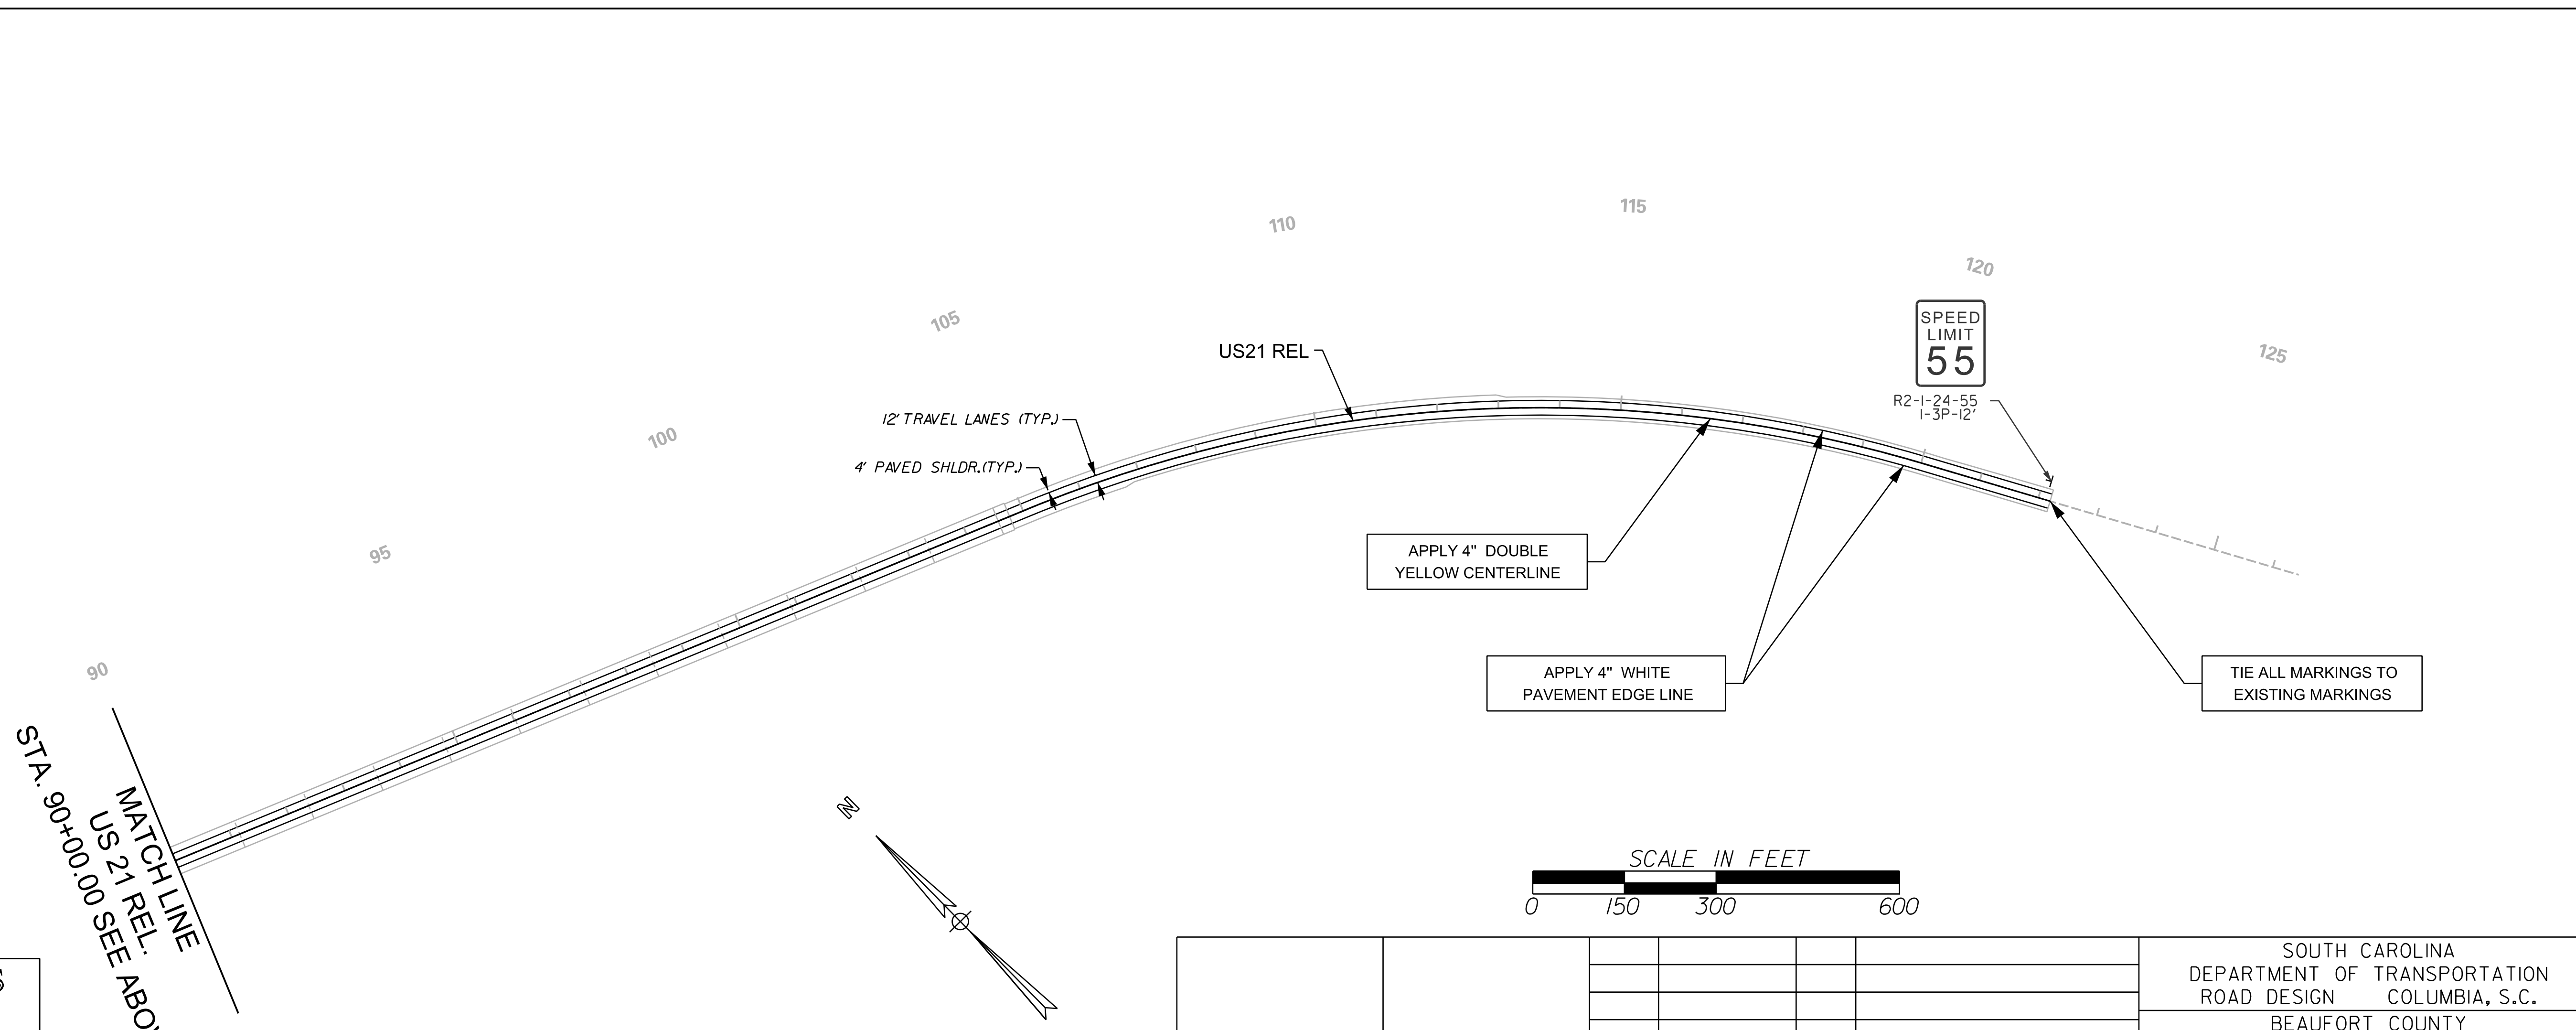 115
110
120
SPEED
LIMIT
55
R2-1-24-55
1-3P-12'
125
105
US21 REL
12' TRAVEL LANES (TYP.)
100
4' PAVED SHLDR.(TYP.)
95
90
APPLY 4" DOUBLE
YELLOW CENTERLINE
APPLY 4" WHITE
PAVEMENT EDGE LINE
TIE ALL MARKINGS TO
EXISTING MARKINGS
MATCH LINE
US 21 REL.
STA. 90+00.00 SEE ABOV
N
SCALE IN FEET
0 150 300 600
SOUTH CAROLINA
DEPARTMENT OF TRANSPORTATION
ROAD DESIGN COLUMBIA, S.C.
BEAUFORT COUNTY